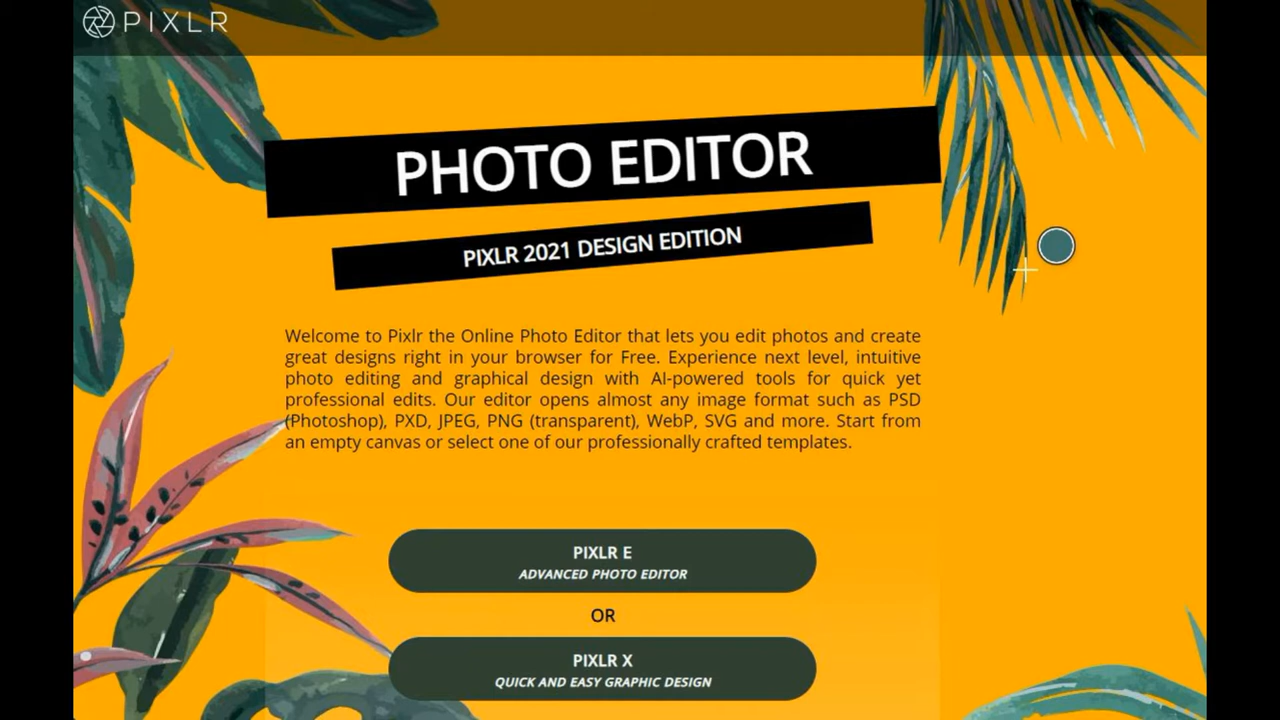 PIXLR
PHOTO EDITOR
PIXLR 2021 DESIGN EDITION
Welcome to Pixlr the Online Photo Editor that lets you edit photos and create
great designs right in your browser for Free. Experience next level, intuitive
photo editing and graphical design with AI-powered tools for quick yet
professional edits. Our editor opens almost any image format such as PSD
(Photoshop), PXD, JPEG, PNG (transparent), WebP, SVG and more. Start from
an empty canvas or select one of our professionally crafted templates.
PIXLR E
ADVANCED PHOTO EDITOR
OR
PIXLR X
QUICK AND EASY GRAPHIC DESIGN